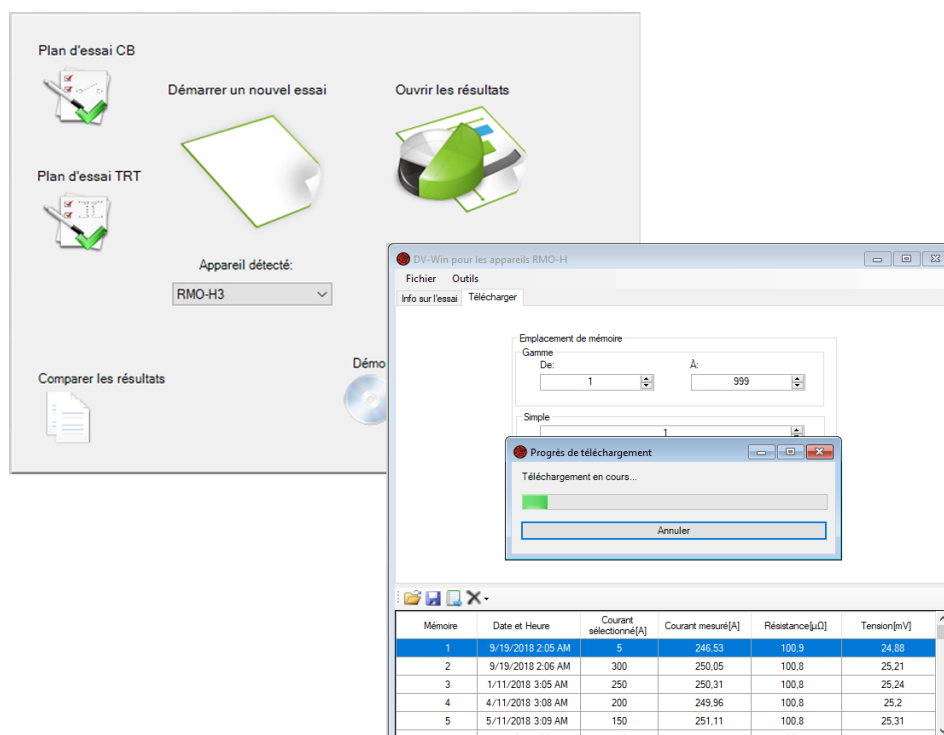 Plan d'essai CB
Démarrer un nouvel essai
Ouvrir les résultats
Plan d'essai TRT
Appareil détecté:
RMO-H3
Comparer les résultats
Démo
DV-Win pour les appareils RMO-H
Fichier Outils
Info sur l'essai Télécharger
Emplacement de mémoire
Gamme
De: À:
1 999
Simple
1
Progrès de téléchargement
Téléchargement en cours...
Annuler
Mémoire Date et Heure Courant sélectionné[A] Courant mesuré[A] Résistance[μΩ] Tension[mV]
1 9/19/2018 2:05 AM 5 246,53 100,9 24,88
2 9/19/2018 2:06 AM 300 250,05 100,8 25,21
3 1/11/2018 3:05 AM 250 250,31 100,8 25,24
4 4/11/2018 3:08 AM 200 249,96 100,8 25,2
5 5/11/2018 3:09 AM 150 251,11 100,8 25,31